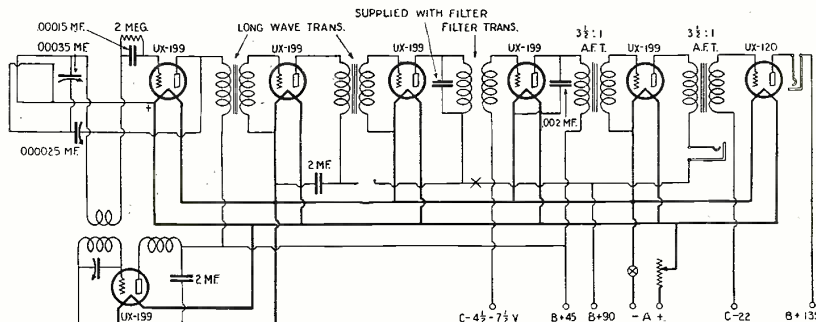 .00015 MF.
2 MEG.
.00035 MF
UX-199
LONG WAVE TRANS.
UX-199
SUPPLIED WITH FILTER
FILTER TRANS.
UX-199
UX-199
3½:1
A.F.T.
UX-199
3½:1
A.F.T.
UX-120
+
.000025 MF.
.002 MF.
2 MF.
2 MF.
UX-199
C-4½-7½ V
B+45
B+90
- A +
C-22
B+135